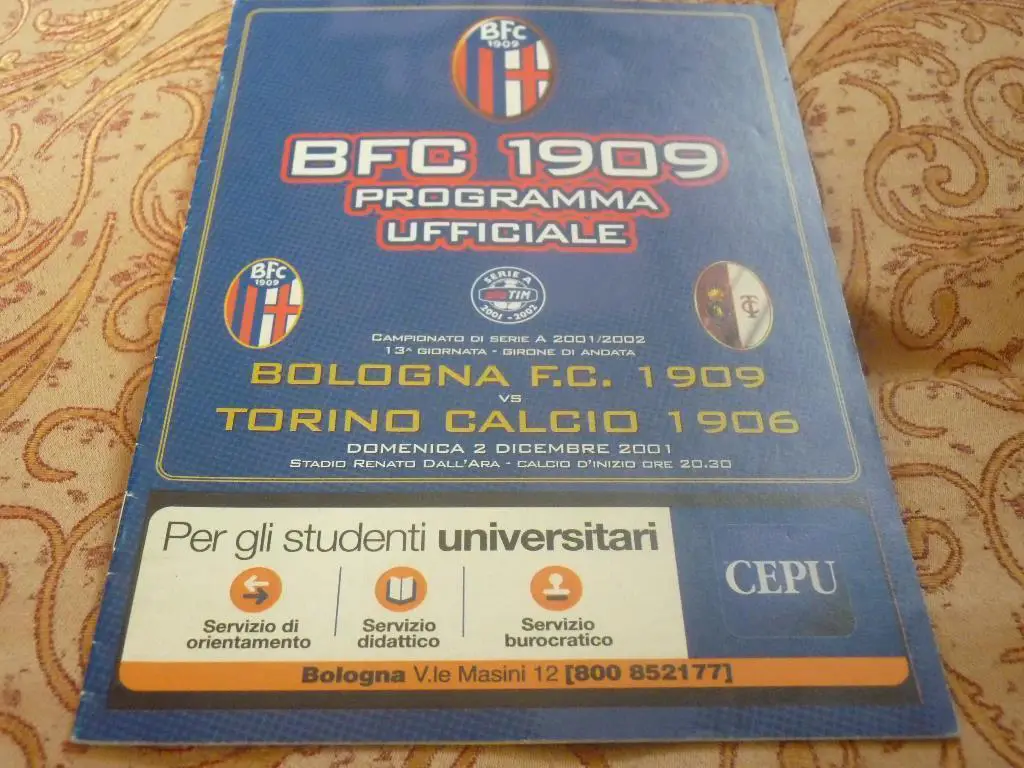 BFC
1909
BFC 1909
PROGRAMMA
UFFICIALE
BFC
1909
SERIE A
TIM
2001 - 2002
TC
CAMPIONATO DI SERIE A 2001/2002
13^ GIORNATA - GIRONE DI ANDATA
BOLOGNA F.C. 1909
VS
TORINO CALCIO 1906
DOMENICA 2 DICEMBRE 2001
STADIO RENATO DALL'ARA - CALCIO D'INIZIO ORE 20.30
Per gli studenti universitari
CEPU
Servizio di
orientamento
Servizio
didattico
Servizio
burocratico
Bologna V.le Masini 12 [800 852177]